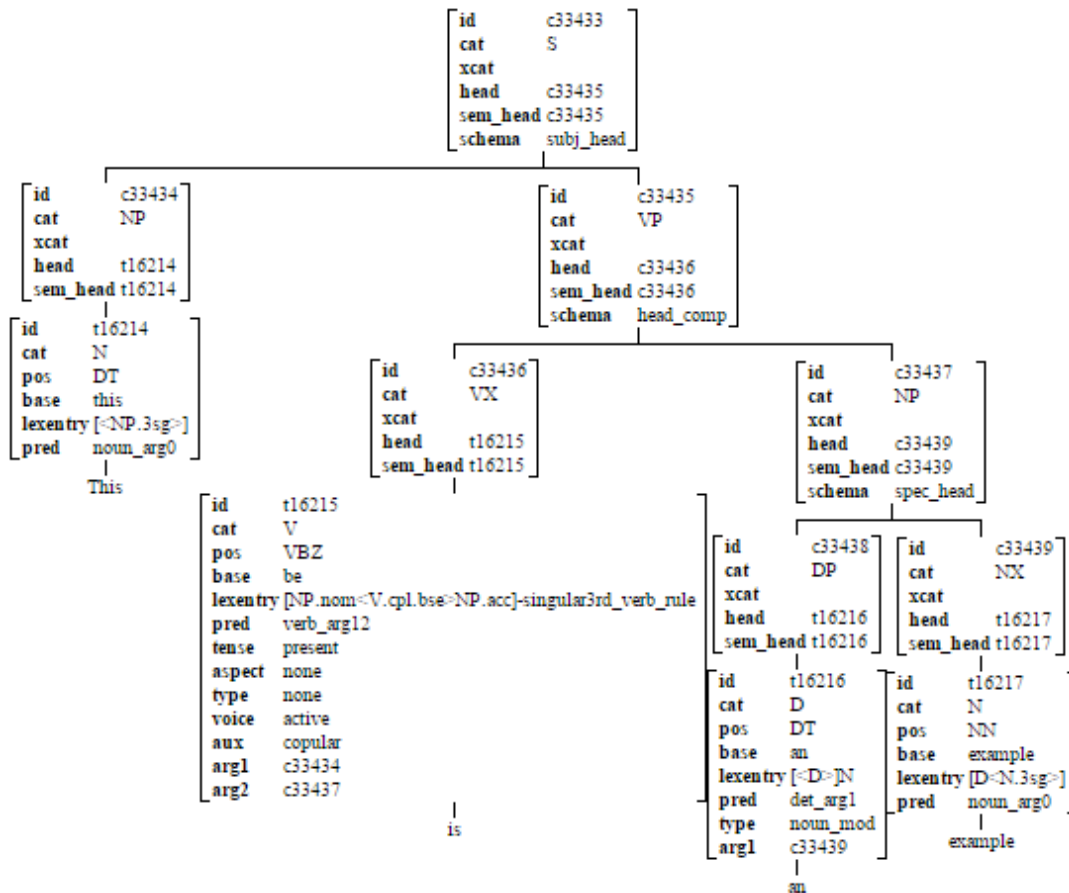 id c33433
cat S
xcat
head c33435
sem_head c33435
schema subj_head
id c33434
cat NP
xcat
head t16214
sem_head t16214
id c33435
cat VP
xcat
head c33436
sem_head c33436
schema head_comp
id t16214
cat N
pos DT
base this
lexentry [<NP.3sg>]
pred noun_arg0
This
id c33436
cat VX
xcat
head t16215
sem_head t16215
id c33437
cat NP
xcat
head c33439
sem_head c33439
schema spec_head
id t16215
cat V
pos VBZ
base be
lexentry [NP.nom<V.cpl.bse>NP.acc]-singular3rd_verb_rule
pred verb_arg12
tense present
aspect none
type none
voice active
aux copular
arg1 c33434
arg2 c33437
is
id c33438
cat DP
xcat
head t16216
sem_head t16216
id c33439
cat NX
xcat
head t16217
sem_head t16217
id t16216
cat D
pos DT
base an
lexentry [<D>]N
pred det_arg1
type noun_mod
arg1 c33439
an
id t16217
cat N
pos NN
base example
lexentry [D<N.3sg>]
pred noun_arg0
example